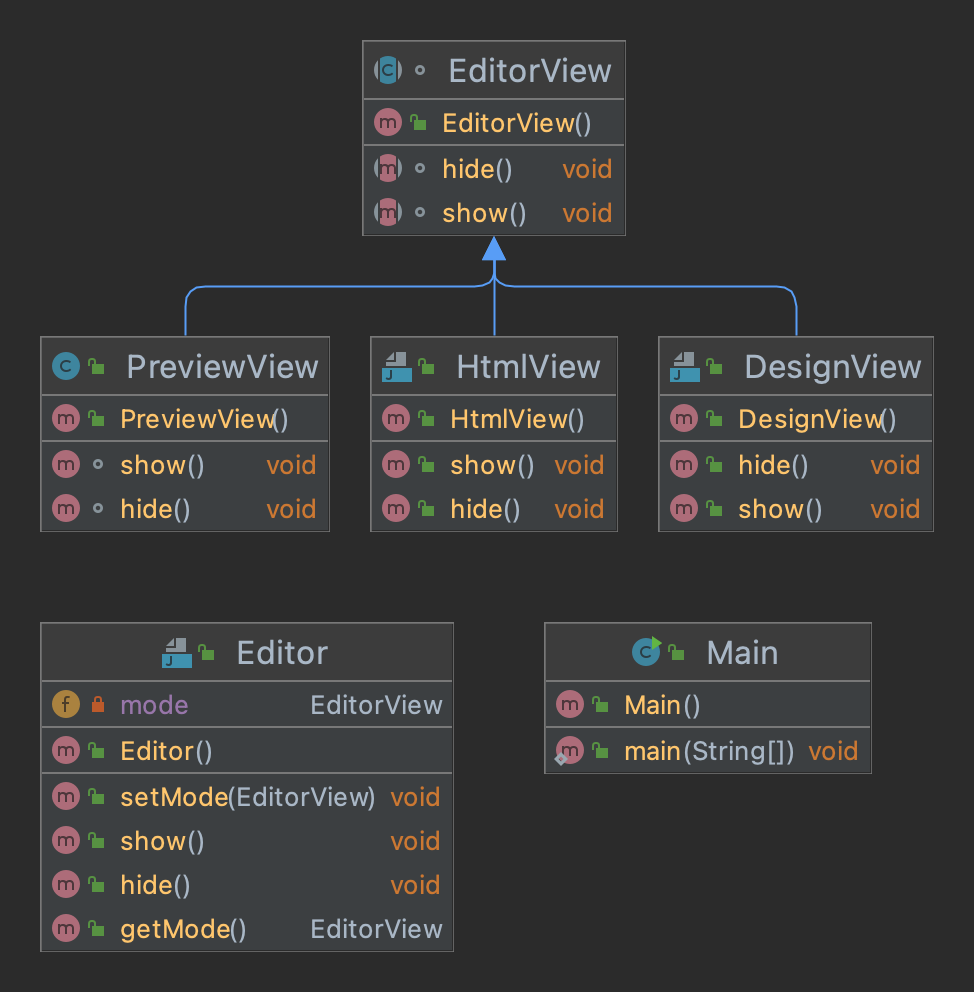 EditorView
EditorView()
hide() void
show() void
PreviewView
PreviewView()
show() void
hide() void
HtmlView
HtmlView()
show() void
hide() void
DesignView
DesignView()
hide() void
show() void
Editor
mode EditorView
Editor()
setMode(EditorView) void
show() void
hide() void
getMode() EditorView
Main
Main()
main(String[]) void